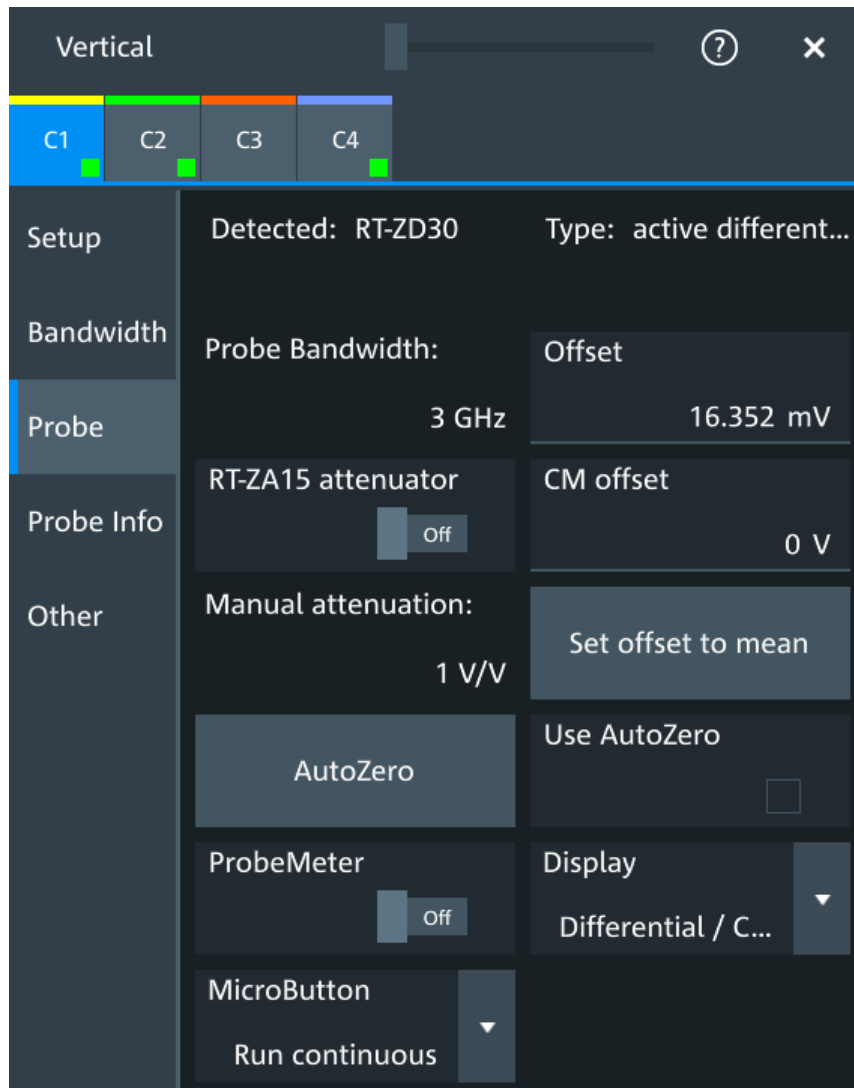 Vertical
?
C1 C2 C3 C4
Setup
Bandwidth
Probe
Probe Info
Other
Detected: RT-ZD30 Type: active different...
Probe Bandwidth:
3 GHz
Offset
16.352 mV
RT-ZA15 attenuator
Off
CM offset
0 V
Manual attenuation:
1 V/V
Set offset to mean
AutoZero
Use AutoZero
ProbeMeter
Off
Display
Differential / C...
MicroButton
Run continuous